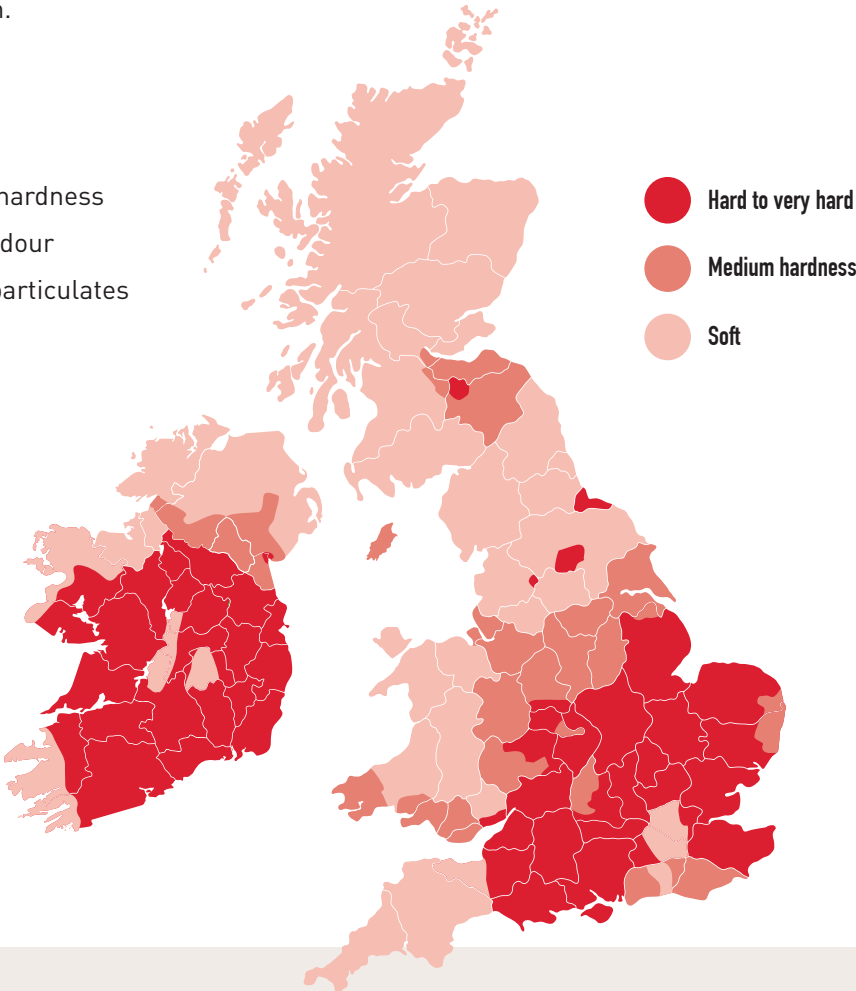 hardness
dour
particulates
Hard to very hard
Medium hardness
Soft